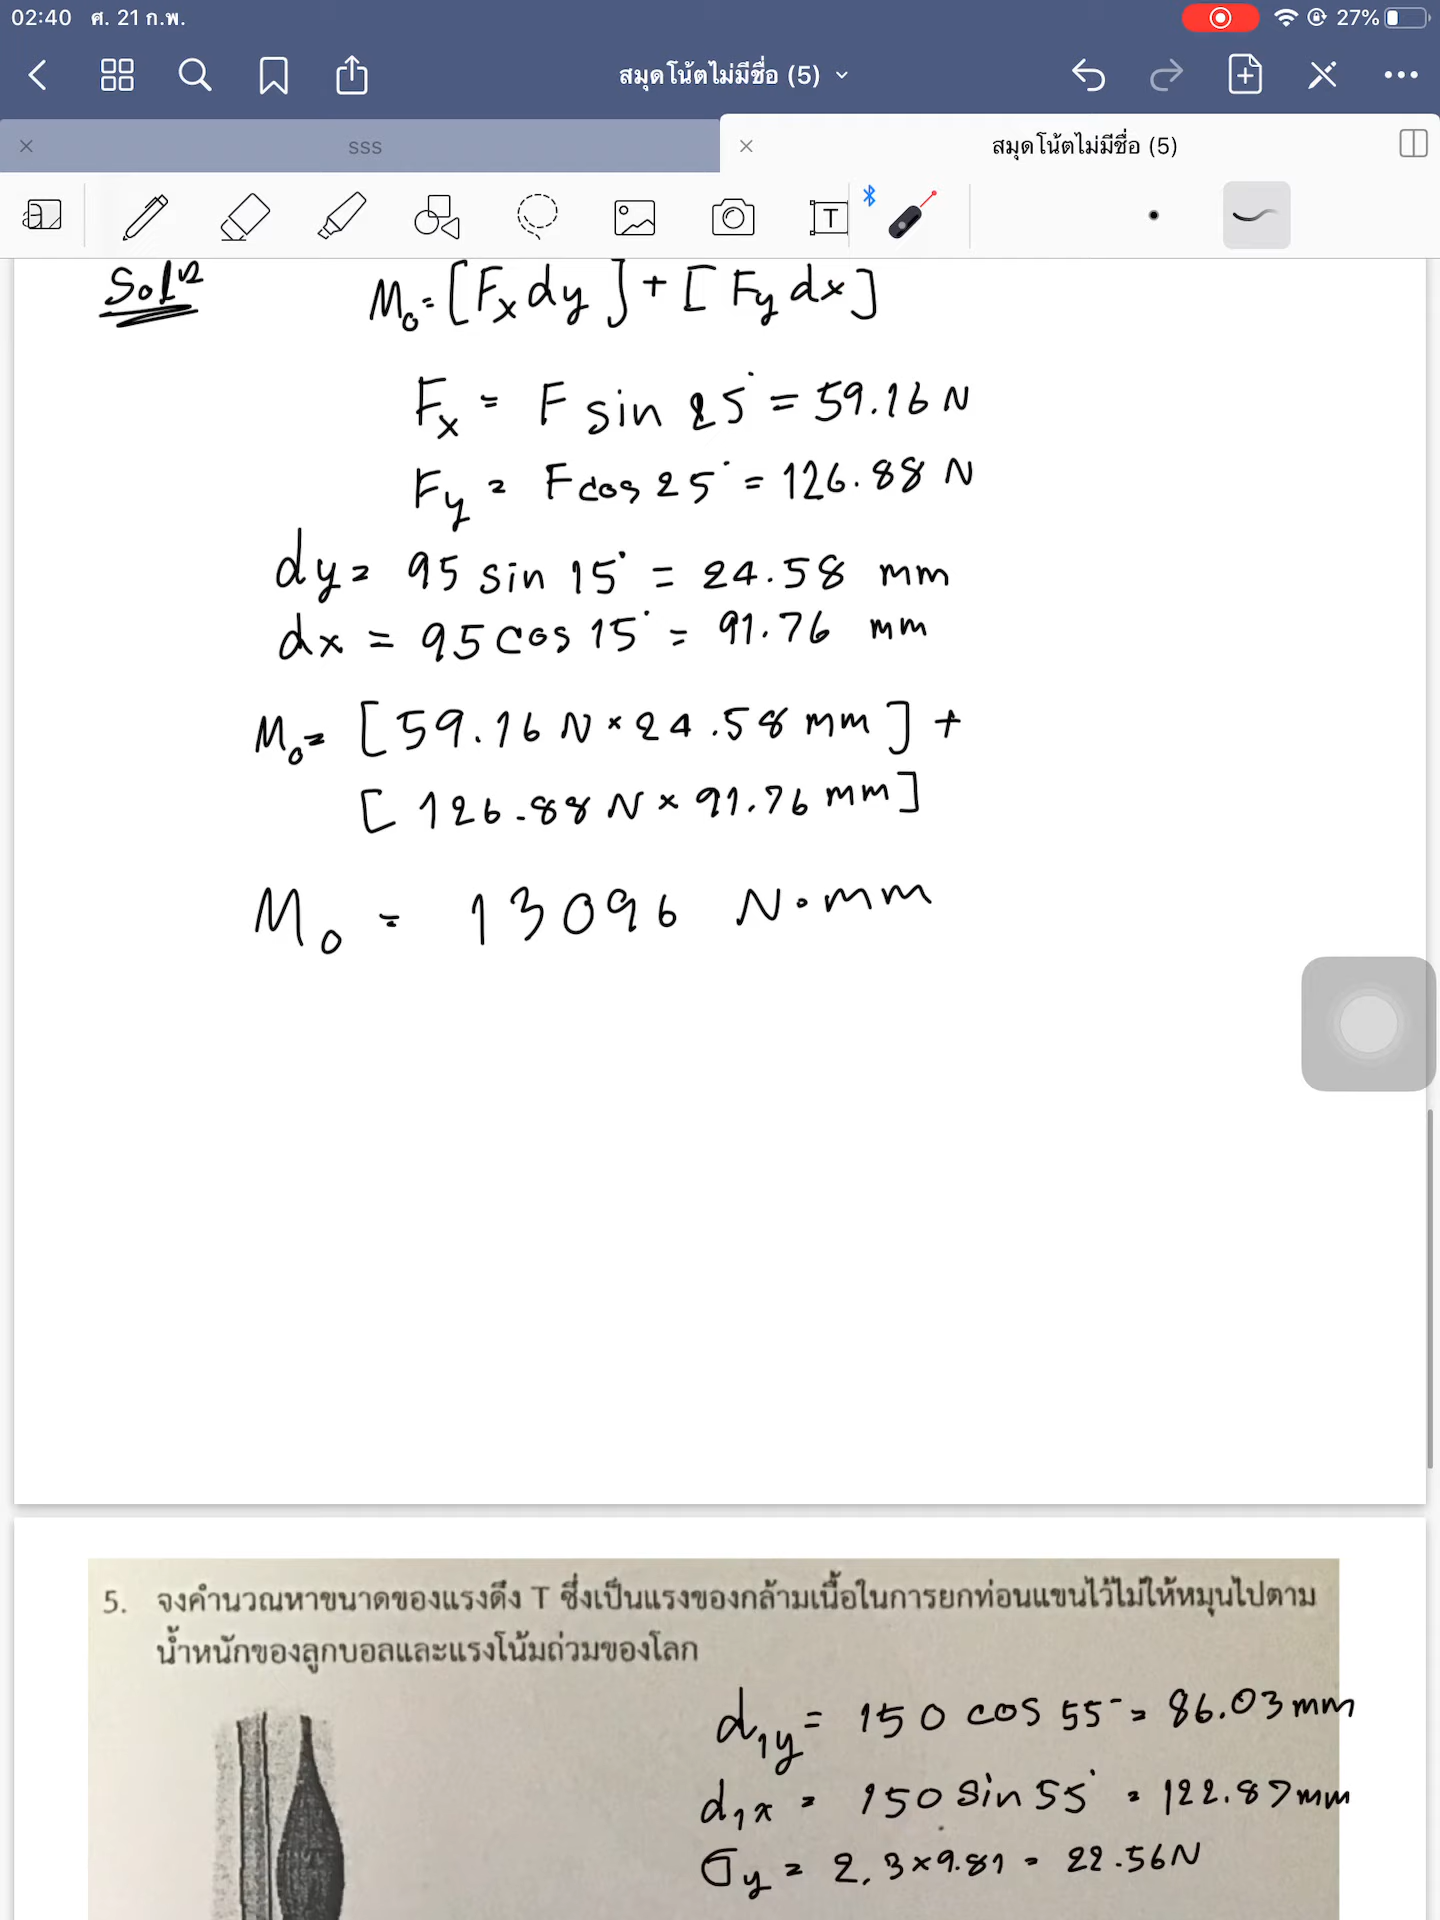 02:40 ศ. 21 ก.พ.
27%
สมุดโน้ตไม่มีชื่อ (5)
sss
สมุดโน้ตไม่มีชื่อ (5)
T
Solⁿ
M₀ = [Fx dy] + [Fy dx]
Fx = F sin 25° = 59.16 N
Fy = F cos 25° = 126.88 N
dy = 95 sin 15° = 24.58 mm
dx = 95 cos 15° = 91.76 mm
M₀ = [59.16 N × 24.58 mm] +
[126.88 N × 91.76 mm]
M₀ = 13096 N·mm
5. จงคำนวณหาขนาดของแรงดึง T ซึ่งเป็นแรงของกล้ามเนื้อในการยกท่อนแขนไว้ไม่ให้หมุนไปตาม
น้ำหนักของลูกบอลและแรงโน้มถ่วมของโลก
d₁y = 150 cos 55° = 86.03 mm
d₁x = 150 sin 55° = 122.87 mm
Gy = 2.3 × 9.81 = 22.56 N